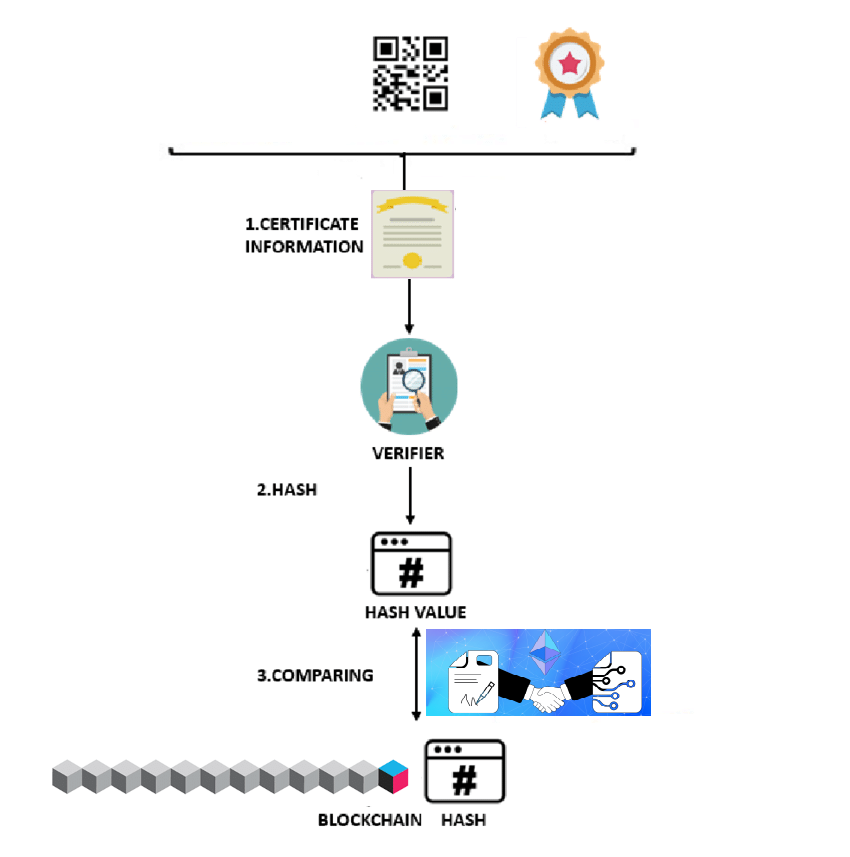 1.CERTIFICATE
INFORMATION
VERIFIER
2.HASH
#
HASH VALUE
3.COMPARING
#
BLOCKCHAIN HASH